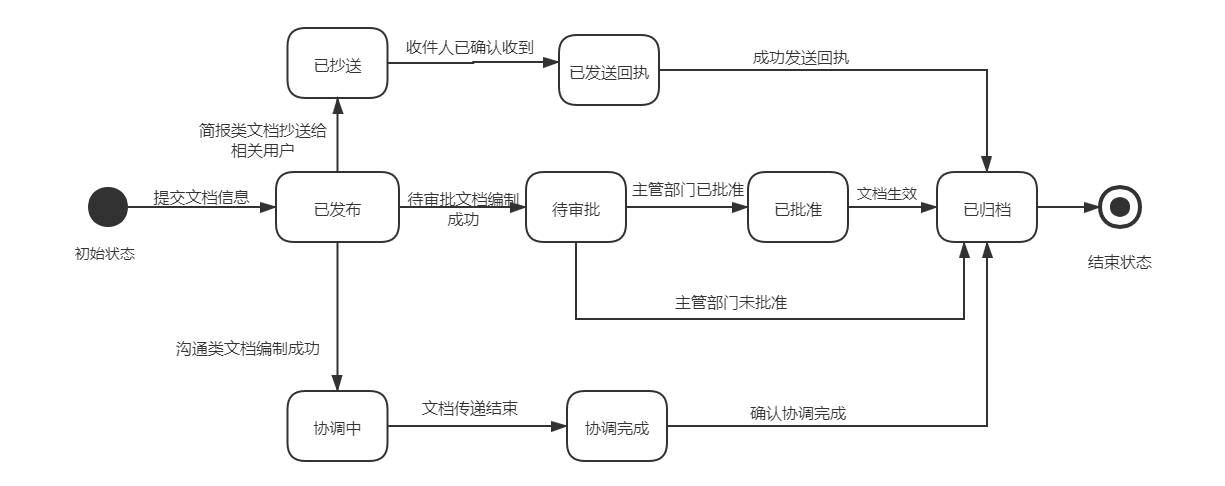 已抄送
收件人已确认收到
已发送回执
成功发送回执
简报类文档抄送给
相关用户
初始状态
提交文档信息
已发布
待审批文档编制
成功
待审批
主管部门已批准
已批准
文档生效
已归档
结束状态
主管部门未批准
沟通类文档编制成功
协调中
文档传递结束
协调完成
确认协调完成